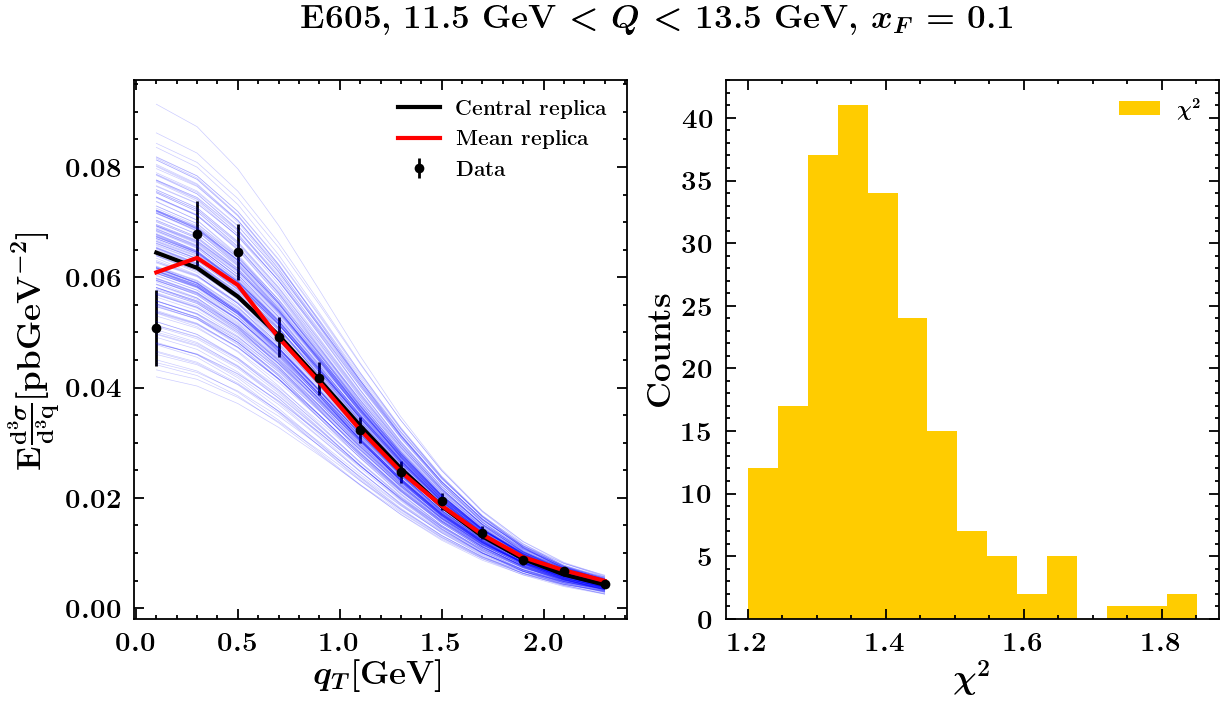 E605, 11.5 GeV < Q < 13.5 GeV, x_F = 0.1
E d³σ/d³q [pbGeV⁻²]
0.08
0.06
0.04
0.02
0.00
Central replica
Mean replica
Data
0.0 0.5 1.0 1.5 2.0
q_T[GeV]
Counts
40
35
30
25
20
15
10
5
0
χ²
1.2 1.4 1.6 1.8
χ²